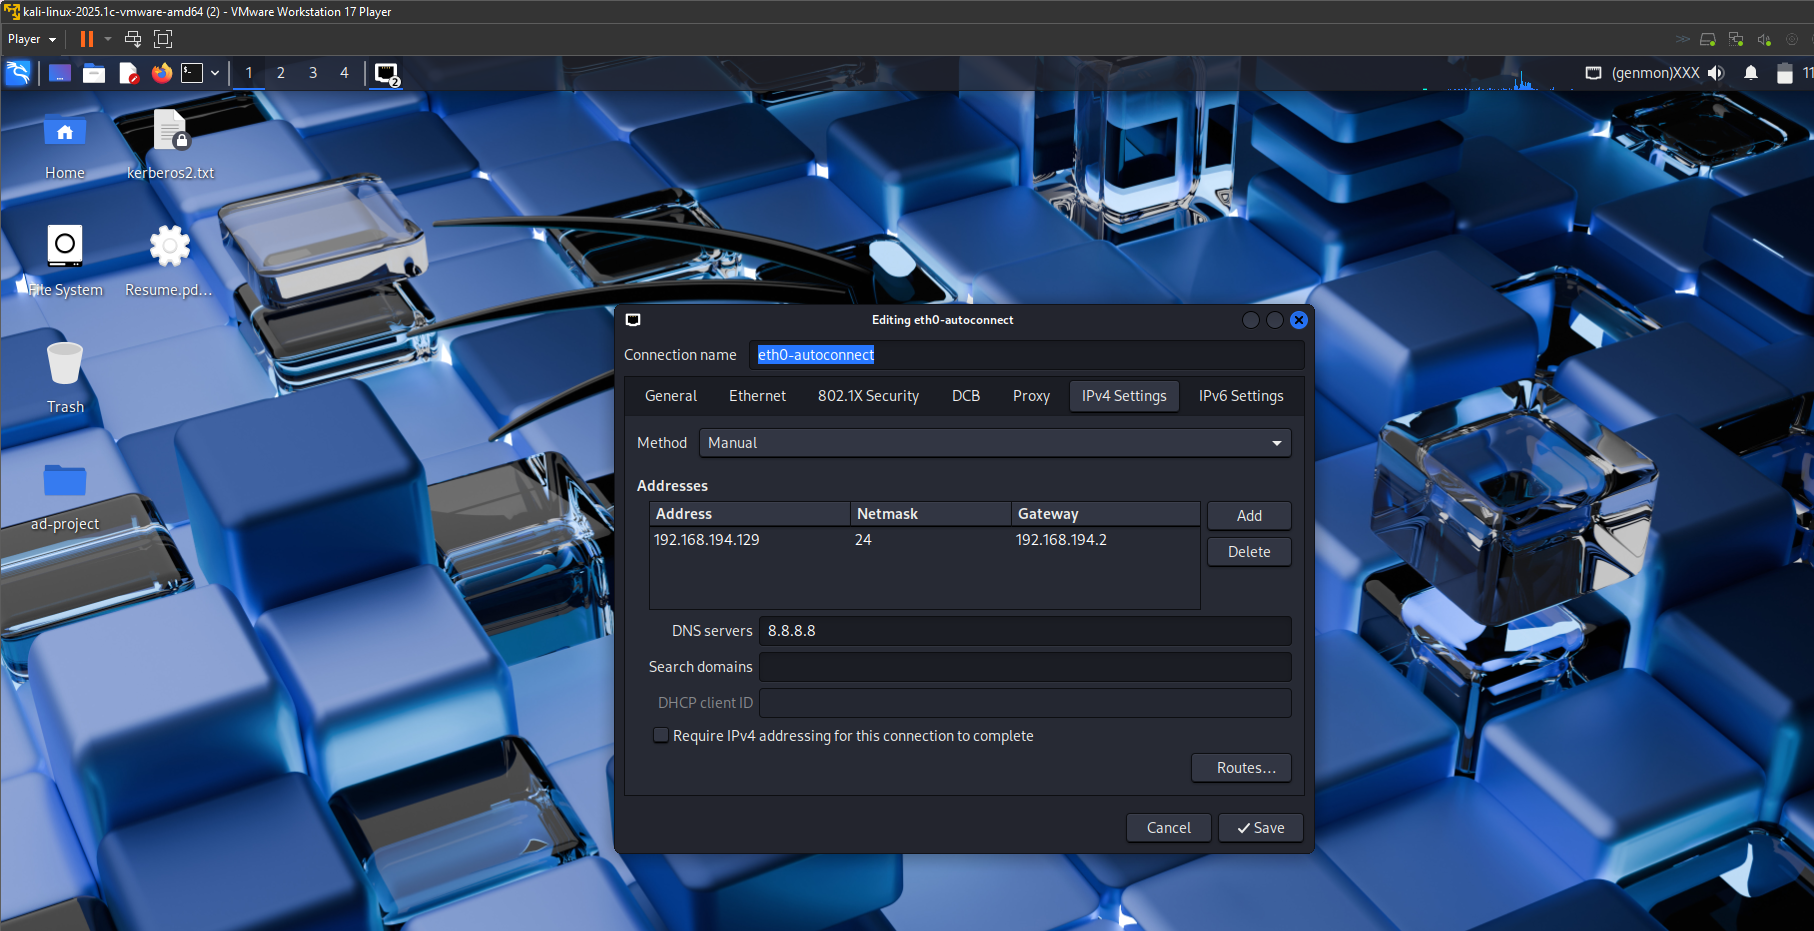 kali-linux-2025.1c-vmware-amd64 (2) - VMware Workstation 17 Player
Player
1 2 3 4 2 (genmon)XXX 11
Home kerberos2.txt
File System Resume.pd...
Trash
ad-project
Editing eth0-autoconnect
Connection name eth0-autoconnect
General Ethernet 802.1X Security DCB Proxy IPv4 Settings IPv6 Settings
Method Manual
Addresses
Address Netmask Gateway Add
192.168.194.129 24 192.168.194.2
Delete
DNS servers 8.8.8.8
Search domains
DHCP client ID
Require IPv4 addressing for this connection to complete
Routes...
Cancel Save